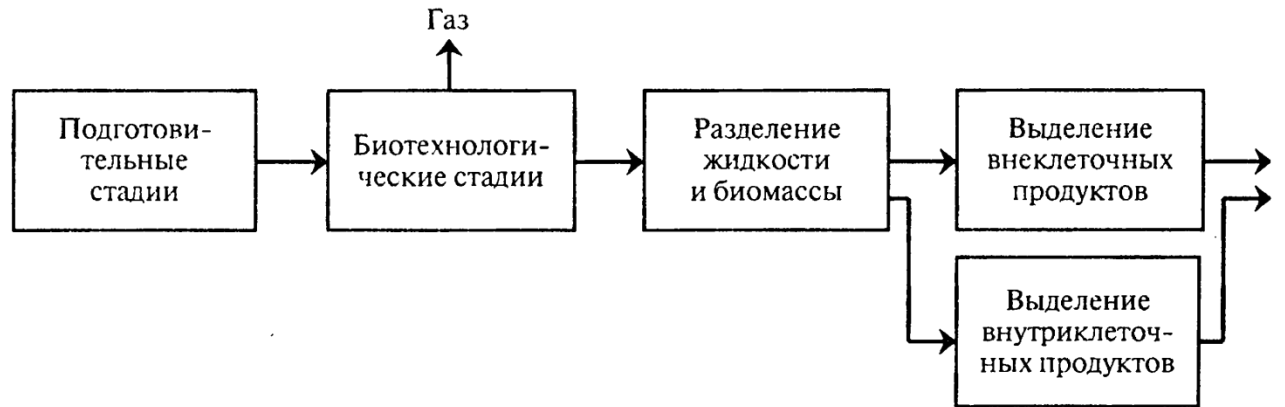 Газ
Подготови-
тельные
стадии
Биотехнологи-
ческие стадии
Разделение
жидкости
и биомассы
Выделение
внеклеточных
продуктов
Выделение
внутриклеточ-
ных продуктов